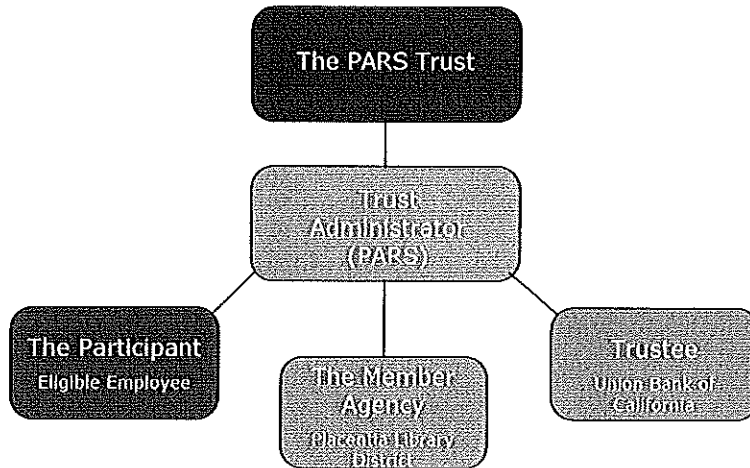 The PARS Trust
Trust
Administrator
(PARS)
The Participant
Eligible Employee
The Member
Agency
Placentia Library
District
Trustee
Union Bank of
California